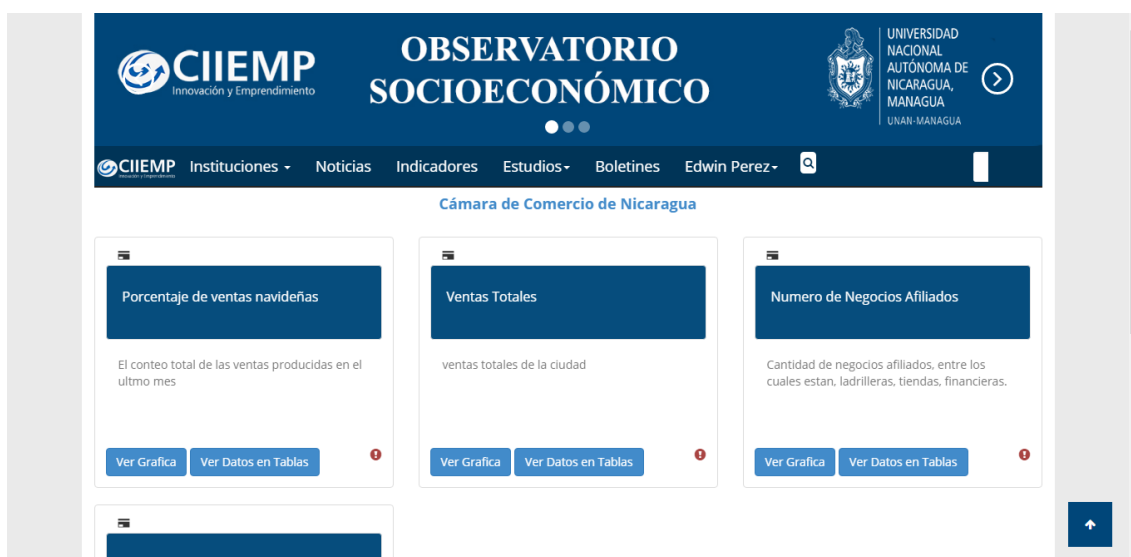 CIIEMP
Innovación y Emprendimiento
OBSERVATORIO
SOCIOECONÓMICO
UNIVERSIDAD
NACIONAL
AUTÓNOMA DE
NICARAGUA,
MANAGUA
UNAN-MANAGUA
CIIEMP Instituciones Noticias Indicadores Estudios Boletines Edwin Perez
Innovación y Emprendimiento
Cámara de Comercio de Nicaragua
Porcentaje de ventas navideñas
El conteo total de las ventas producidas en el
ultmo mes
Ver Grafica Ver Datos en Tablas
Ventas Totales
ventas totales de la ciudad
Ver Grafica Ver Datos en Tablas
Numero de Negocios Afiliados
Cantidad de negocios afiliados, entre los
cuales estan, ladrilleras, tiendas, financieras.
Ver Grafica Ver Datos en Tablas